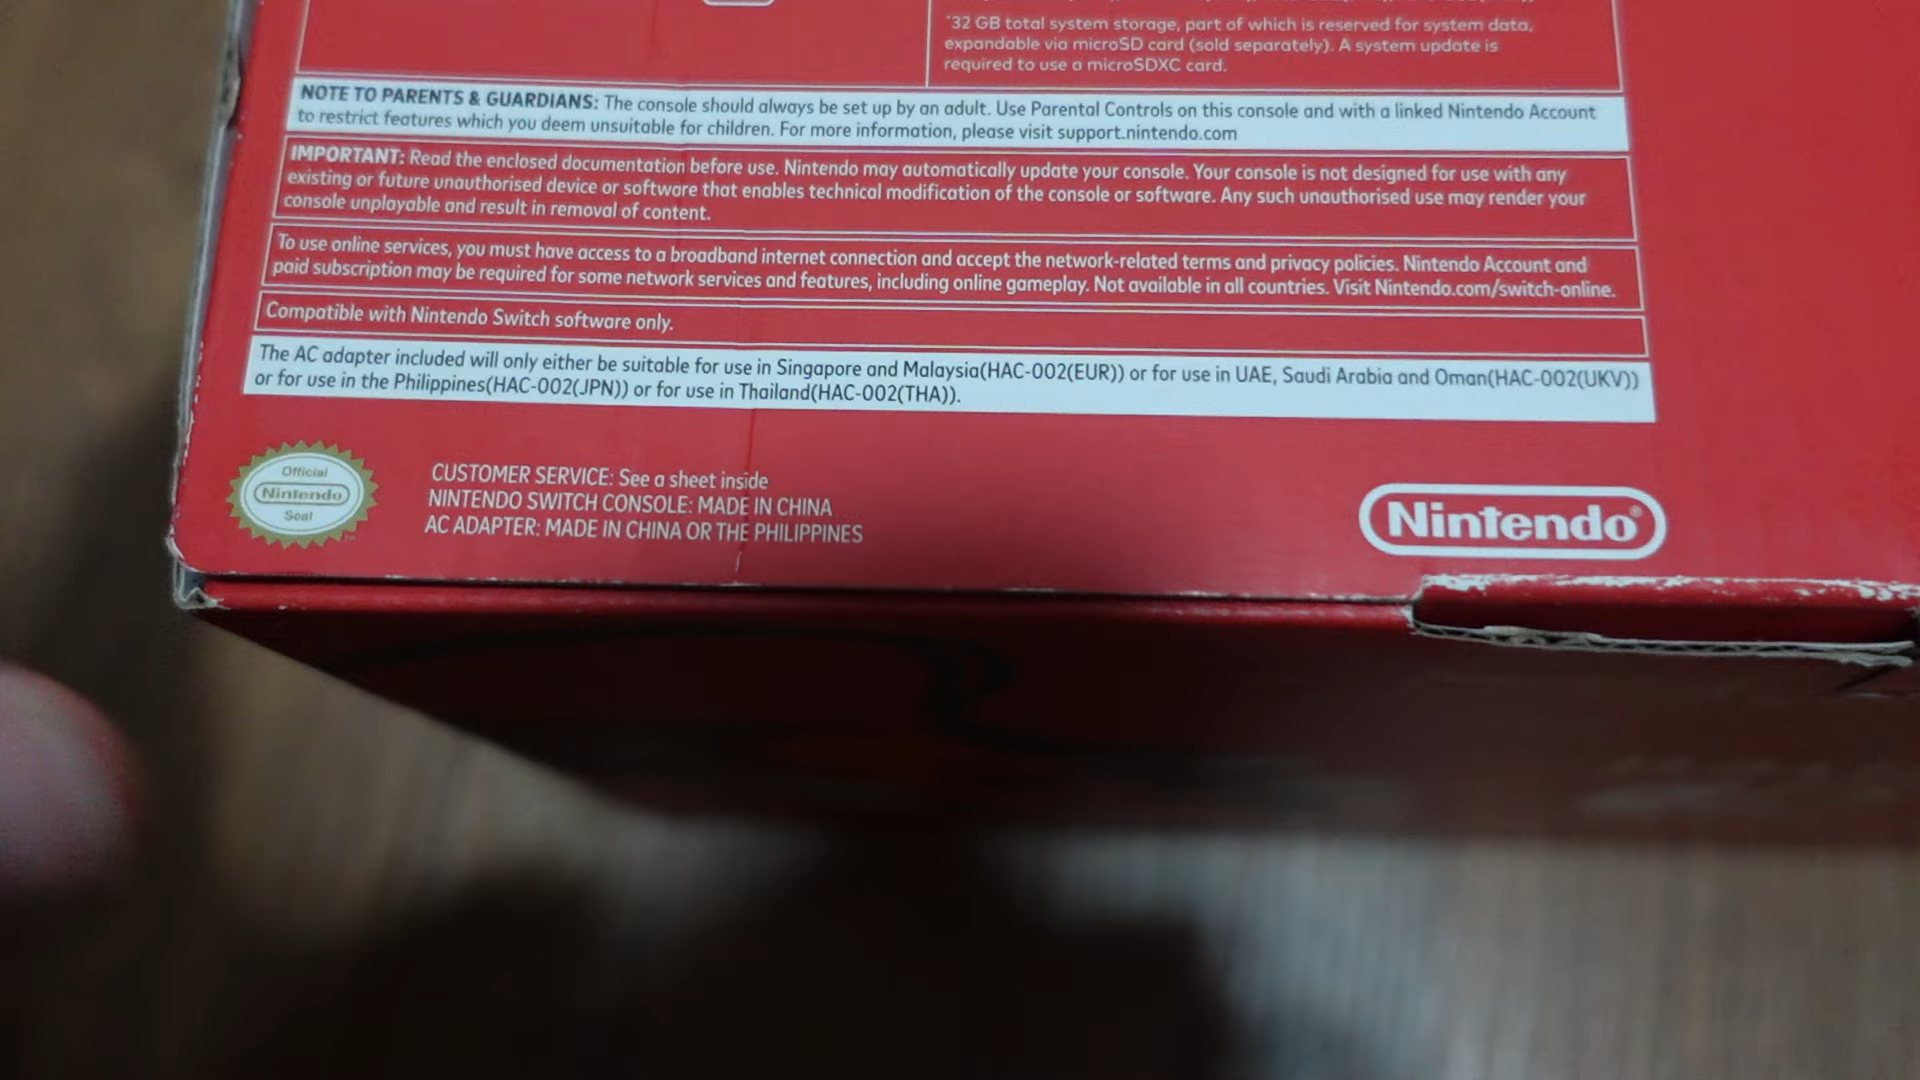 *32 GB total system storage, part of which is reserved for system data,
expandable via microSD card (sold separately). A system update is
required to use a microSDXC card.
NOTE TO PARENTS & GUARDIANS: The console should always be set up by an adult. Use Parental Controls on this console and with a linked Nintendo Account
to restrict features which you deem unsuitable for children. For more information, please visit support.nintendo.com
IMPORTANT: Read the enclosed documentation before use. Nintendo may automatically update your console. Your console is not designed for use with any
existing or future unauthorised device or software that enables technical modification of the console or software. Any such unauthorised use may render your
console unplayable and result in removal of content.
To use online services, you must have access to a broadband internet connection and accept the network-related terms and privacy policies. Nintendo Account and
paid subscription may be required for some network services and features, including online gameplay. Not available in all countries. Visit Nintendo.com/switch-online.
Compatible with Nintendo Switch software only.
The AC adapter included will only either be suitable for use in Singapore and Malaysia(HAC-002(EUR)) or for use in UAE, Saudi Arabia and Oman(HAC-002(UKV))
or for use in the Philippines(HAC-002(JPN)) or for use in Thailand(HAC-002(THA)).
Official
Nintendo
Seal
TM
CUSTOMER SERVICE: See a sheet inside
NINTENDO SWITCH CONSOLE: MADE IN CHINA
AC ADAPTER: MADE IN CHINA OR THE PHILIPPINES
Nintendo®